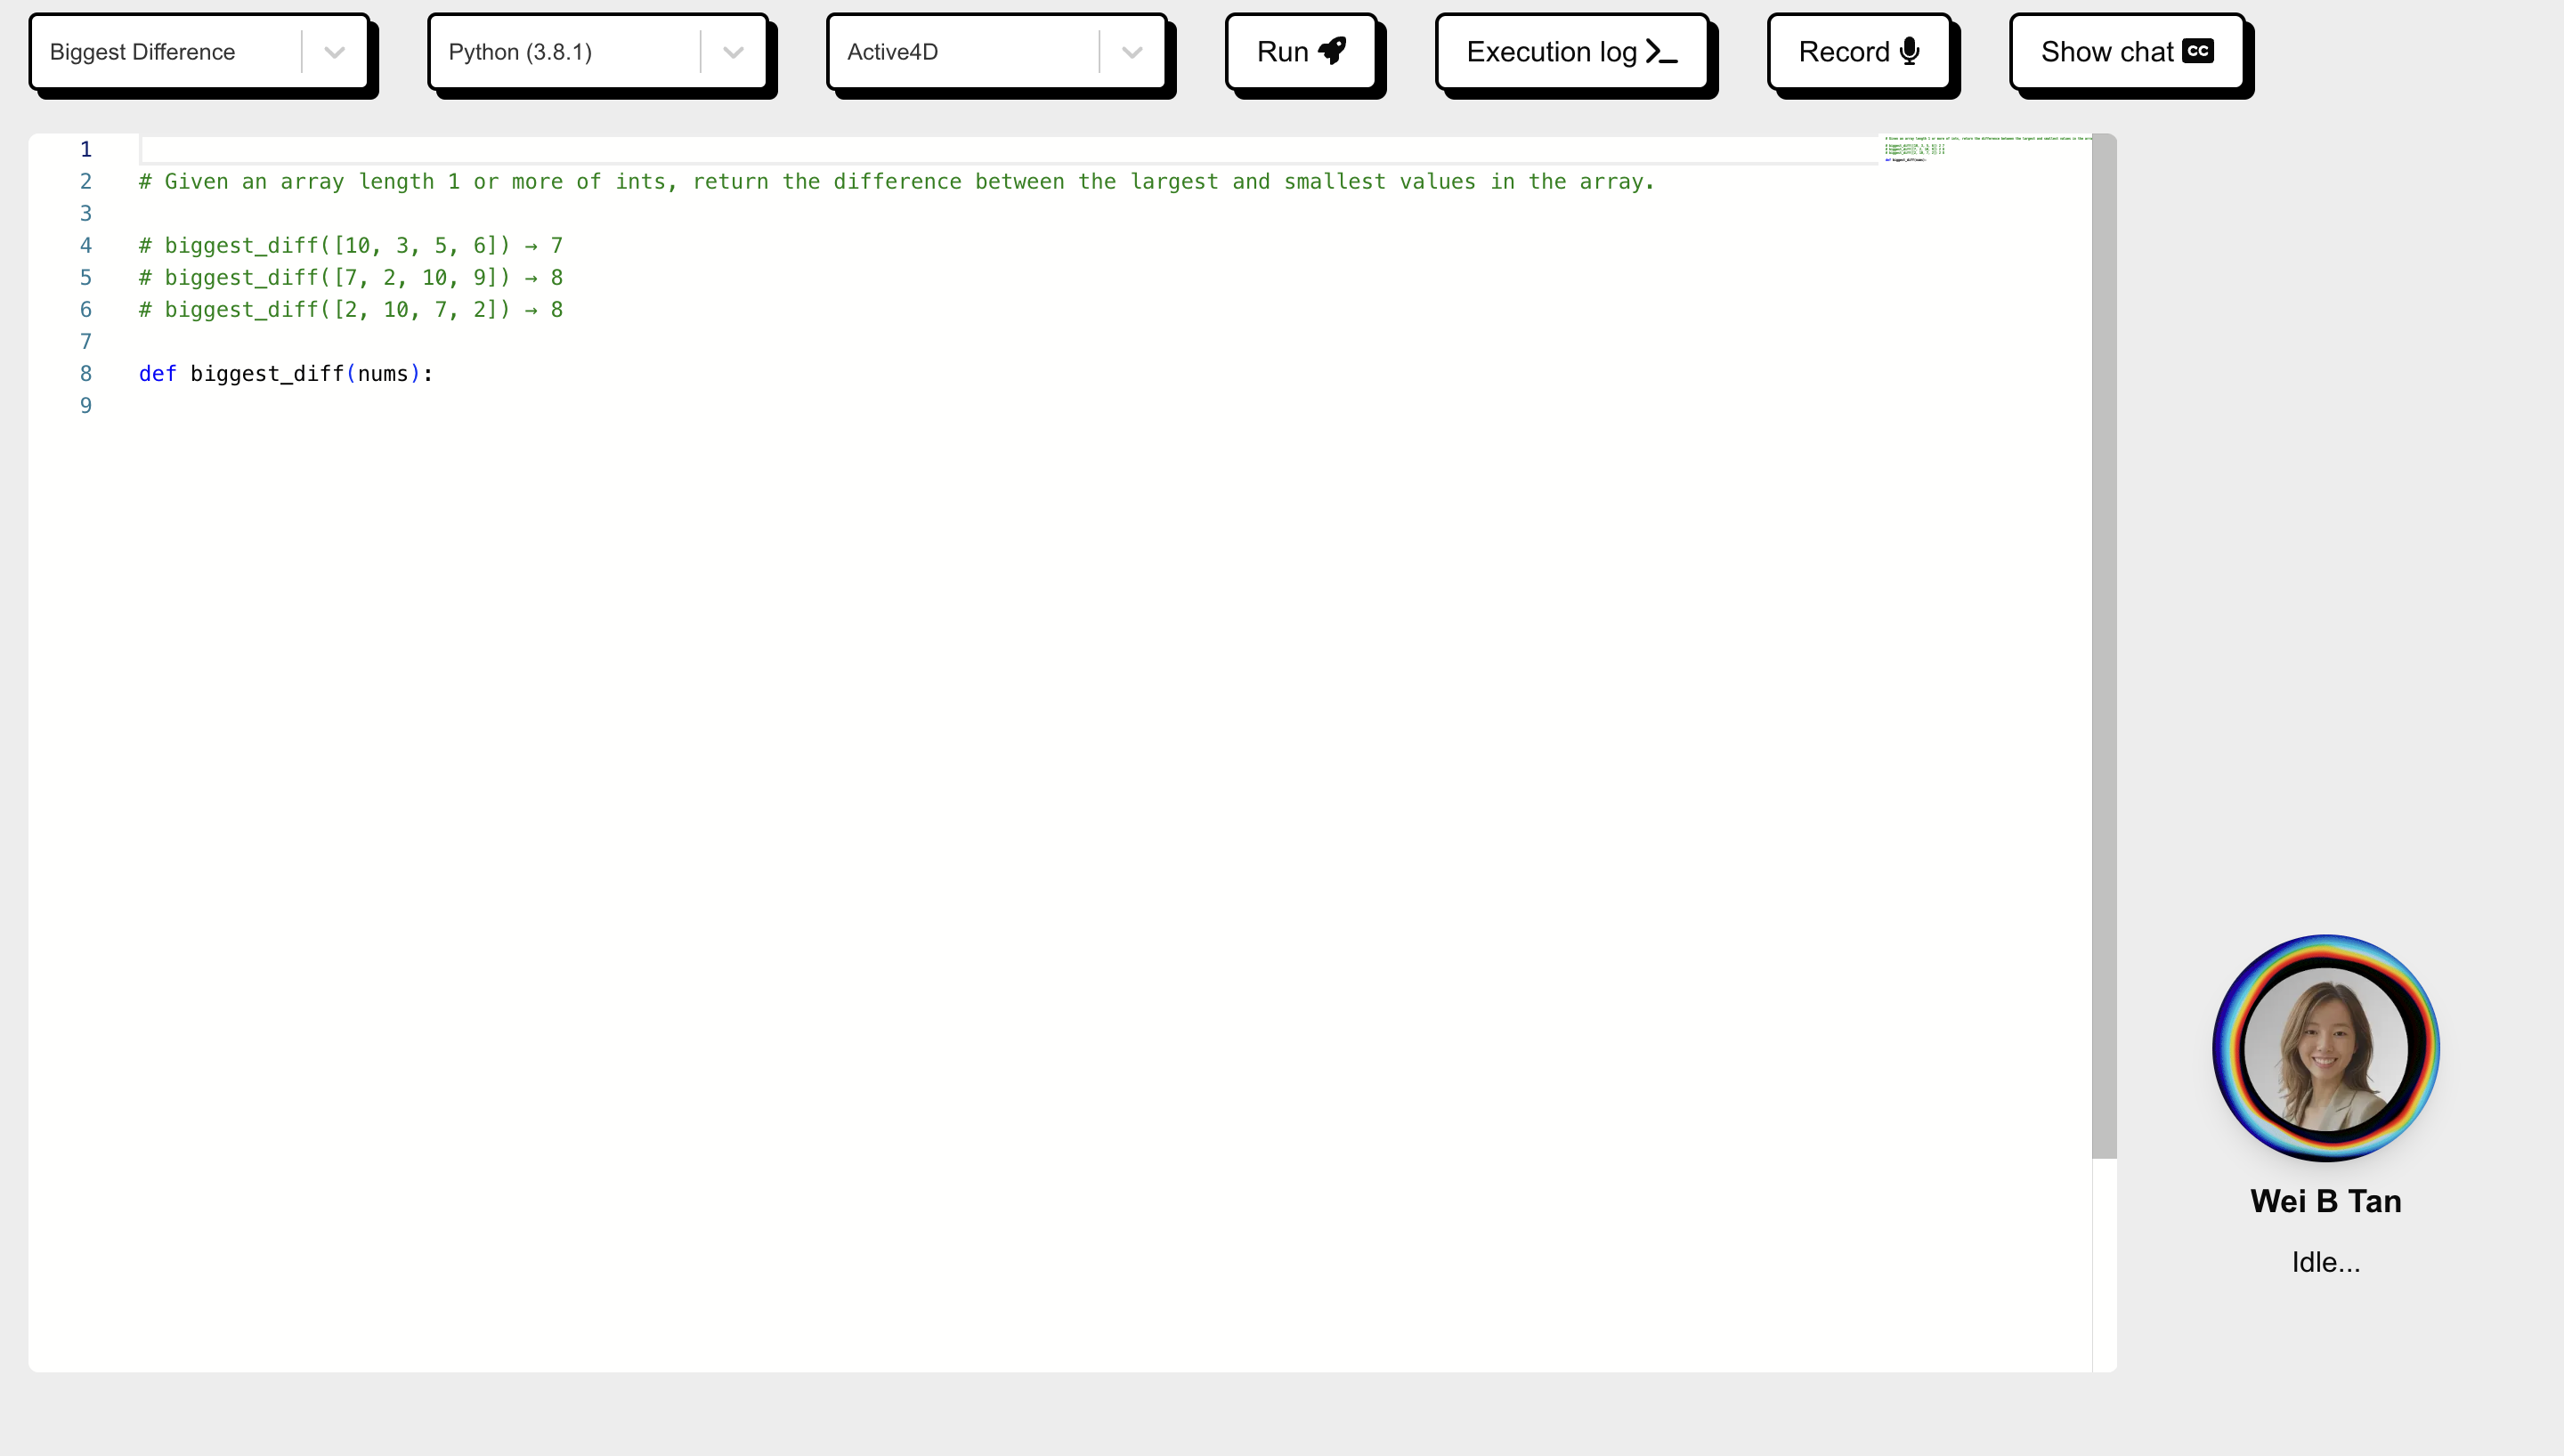 Biggest Difference
Python (3.8.1)
Active4D
Run
Execution log
Record
Show chat CC
1
2 # Given an array length 1 or more of ints, return the difference between the largest and smallest values in the array.
3
4 # biggest_diff([10, 3, 5, 6]) → 7
5 # biggest_diff([7, 2, 10, 9]) → 8
6 # biggest_diff([2, 10, 7, 2]) → 8
7
8 def biggest_diff(nums):
9
Wei B Tan
Idle...